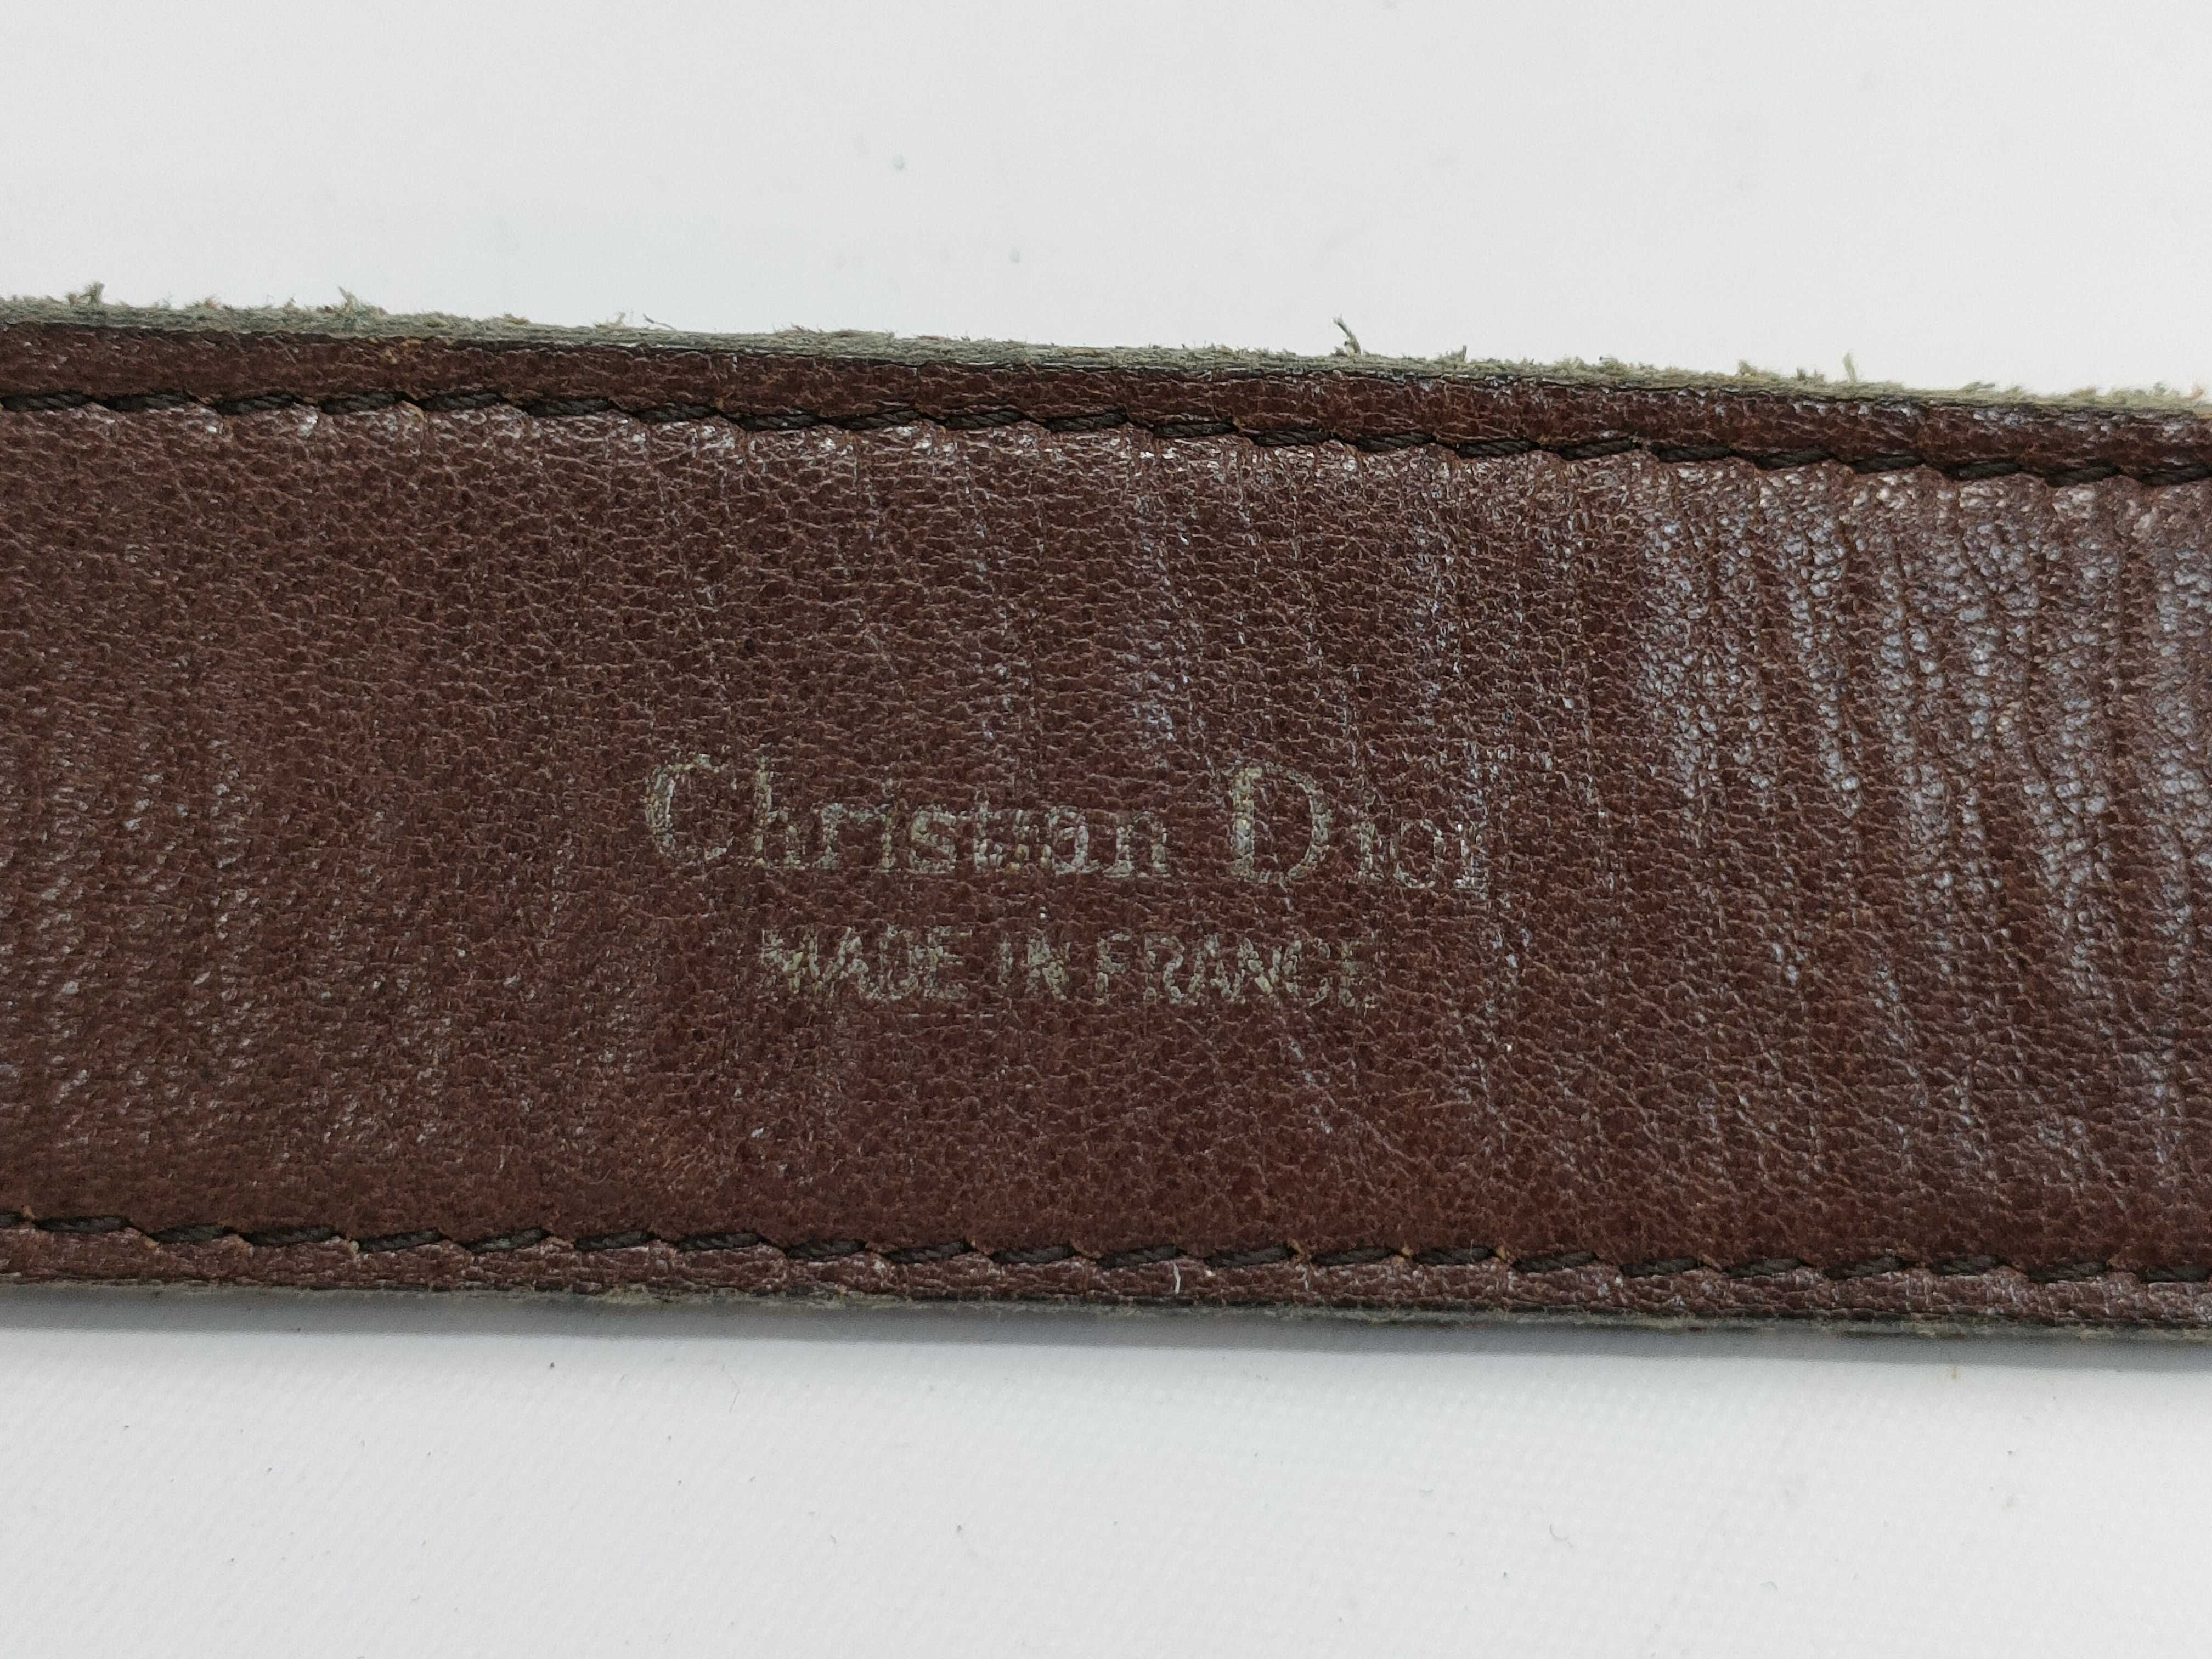 Christian Dior
MADE IN FRANCE